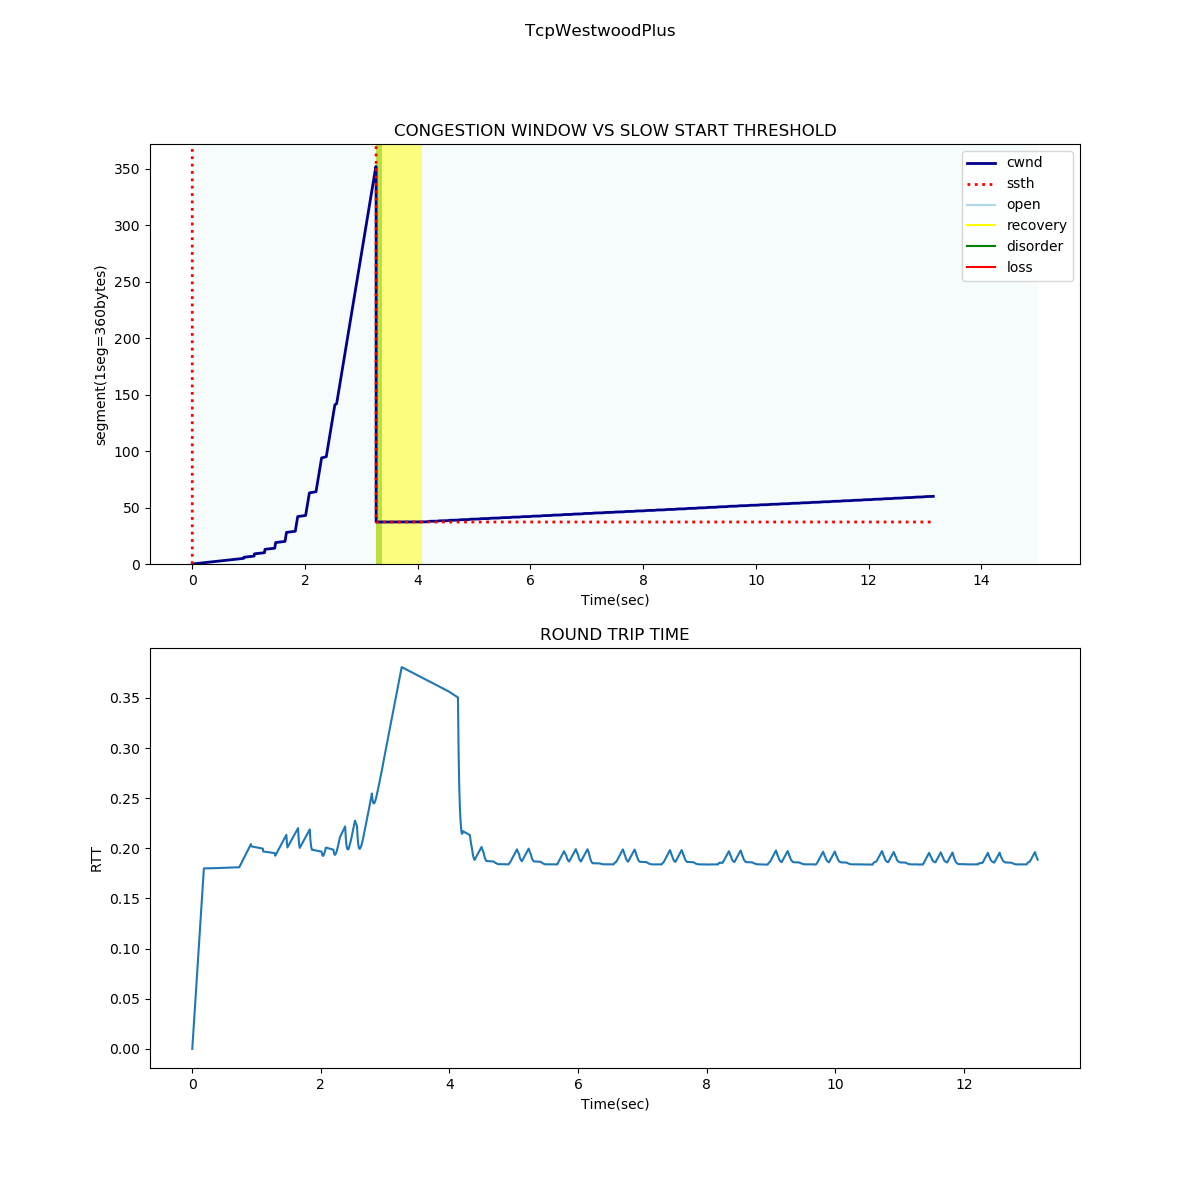 TcpWestwoodPlus
CONGESTION WINDOW VS SLOW START THRESHOLD
segment(1seg=360bytes)
350
300
250
200
150
100
50
0
cwnd
ssth
open
recovery
disorder
loss
0 2 4 6 8 10 12 14
Time(sec)
ROUND TRIP TIME
RTT
0.35
0.30
0.25
0.20
0.15
0.10
0.05
0.00
0 2 4 6 8 10 12
Time(sec)